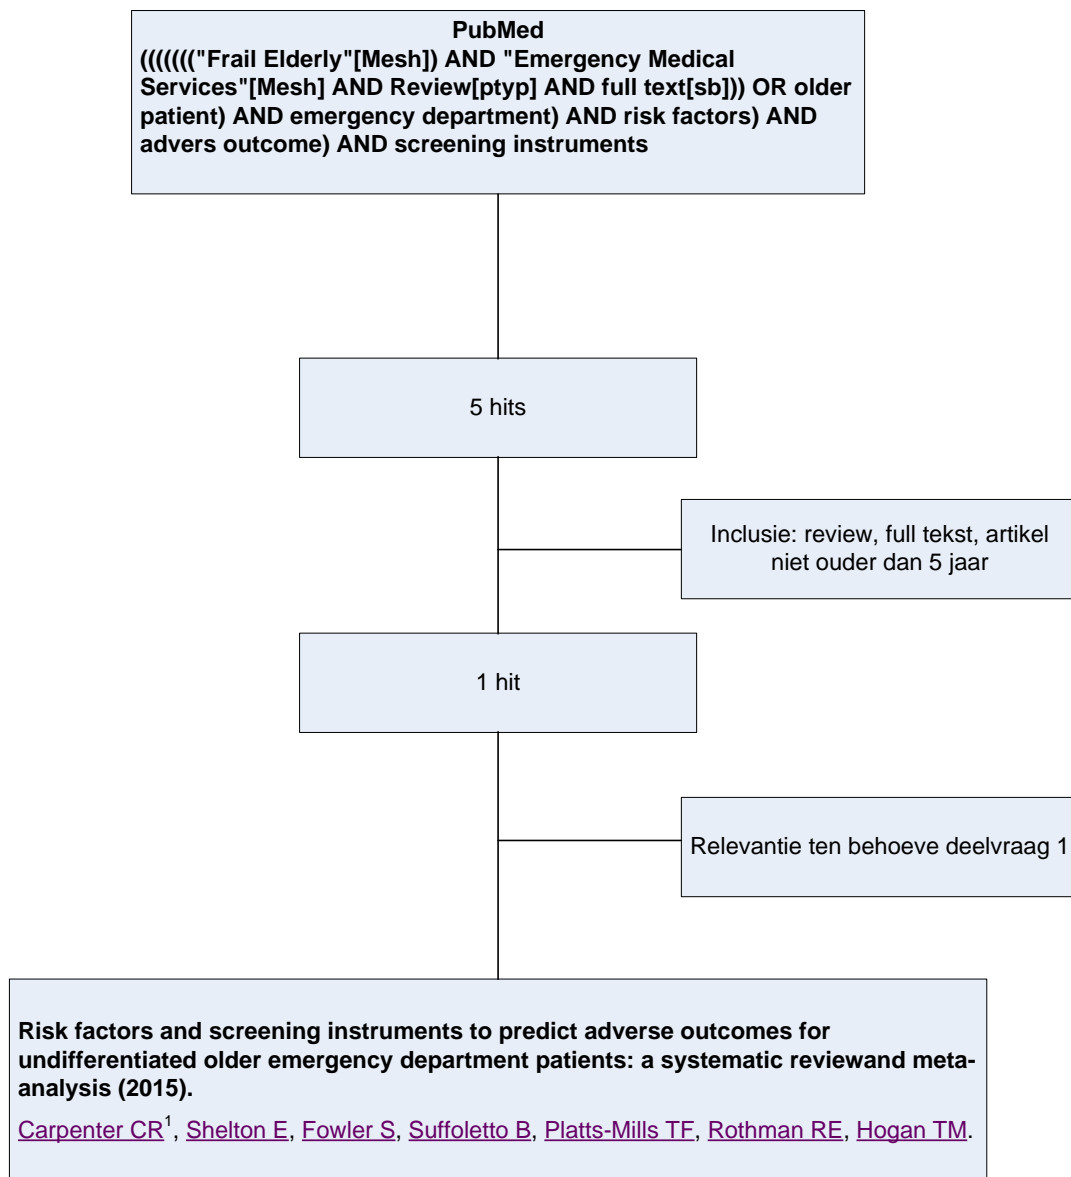 PubMed
((((((("Frail Elderly"[Mesh]) AND "Emergency Medical
Services"[Mesh] AND Review[ptyp] AND full text[sb])) OR older
patient) AND emergency department) AND risk factors) AND
advers outcome) AND screening instruments
5 hits
Inclusie: review, full tekst, artikel
niet ouder dan 5 jaar
1 hit
Relevantie ten behoeve deelvraag 1
Risk factors and screening instruments to predict adverse outcomes for
undifferentiated older emergency department patients: a systematic reviewand meta-
analysis (2015).
Carpenter CR1, Shelton E, Fowler S, Suffoletto B, Platts-Mills TF, Rothman RE, Hogan TM.